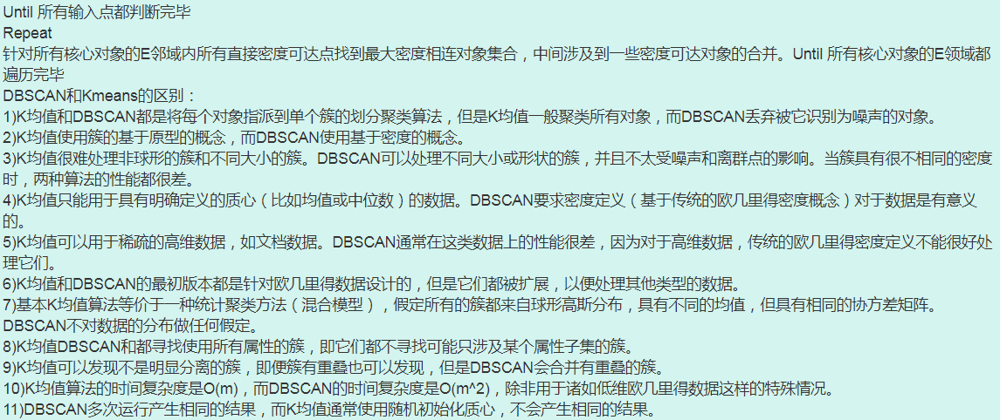 Until 所有输入点都判断完毕
Repeat
针对所有核心对象的E邻域内所有直接密度可达点找到最大密度相连对象集合，中间涉及到一些密度可达对象的合并。Until 所有核心对象的E领域都
遍历完毕
DBSCAN和Kmeans的区别：
1)K均值和DBSCAN都是将每个对象指派到单个簇的划分聚类算法，但是K均值一般聚类所有对象，而DBSCAN丢弃被它识别为噪声的对象。
2)K均值使用簇的基于原型的概念，而DBSCAN使用基于密度的概念。
3)K均值很难处理非球形的簇和不同大小的簇。DBSCAN可以处理不同大小或形状的簇，并且不太受噪声和离群点的影响。当簇具有很不相同的密度
时，两种算法的性能都很差。
4)K均值只能用于具有明确定义的质心（比如均值或中位数）的数据。DBSCAN要求密度定义（基于传统的欧几里得密度概念）对于数据是有意义
的。
5)K均值可以用于稀疏的高维数据，如文档数据。DBSCAN通常在这类数据上的性能很差，因为对于高维数据，传统的欧几里得密度定义不能很好处
理它们。
6)K均值和DBSCAN的最初版本都是针对欧几里得数据设计的，但是它们都被扩展，以便处理其他类型的数据。
7)基本K均值算法等价于一种统计聚类方法（混合模型），假定所有的簇都来自球形高斯分布，具有不同的均值，但具有相同的协方差矩阵。
DBSCAN不对数据的分布做任何假定。
8)K均值DBSCAN和都寻找使用所有属性的簇，即它们都不寻找可能只涉及某个属性子集的簇。
9)K均值可以发现不是明显分离的簇，即便簇有重叠也可以发现，但是DBSCAN会合并有重叠的簇。
10)K均值算法的时间复杂度是O(m)，而DBSCAN的时间复杂度是O(m^2)，除非用于诸如低维欧几里得数据这样的特殊情况。
11)DBSCAN多次运行产生相同的结果，而K均值通常使用随机初始化质心，不会产生相同的结果。